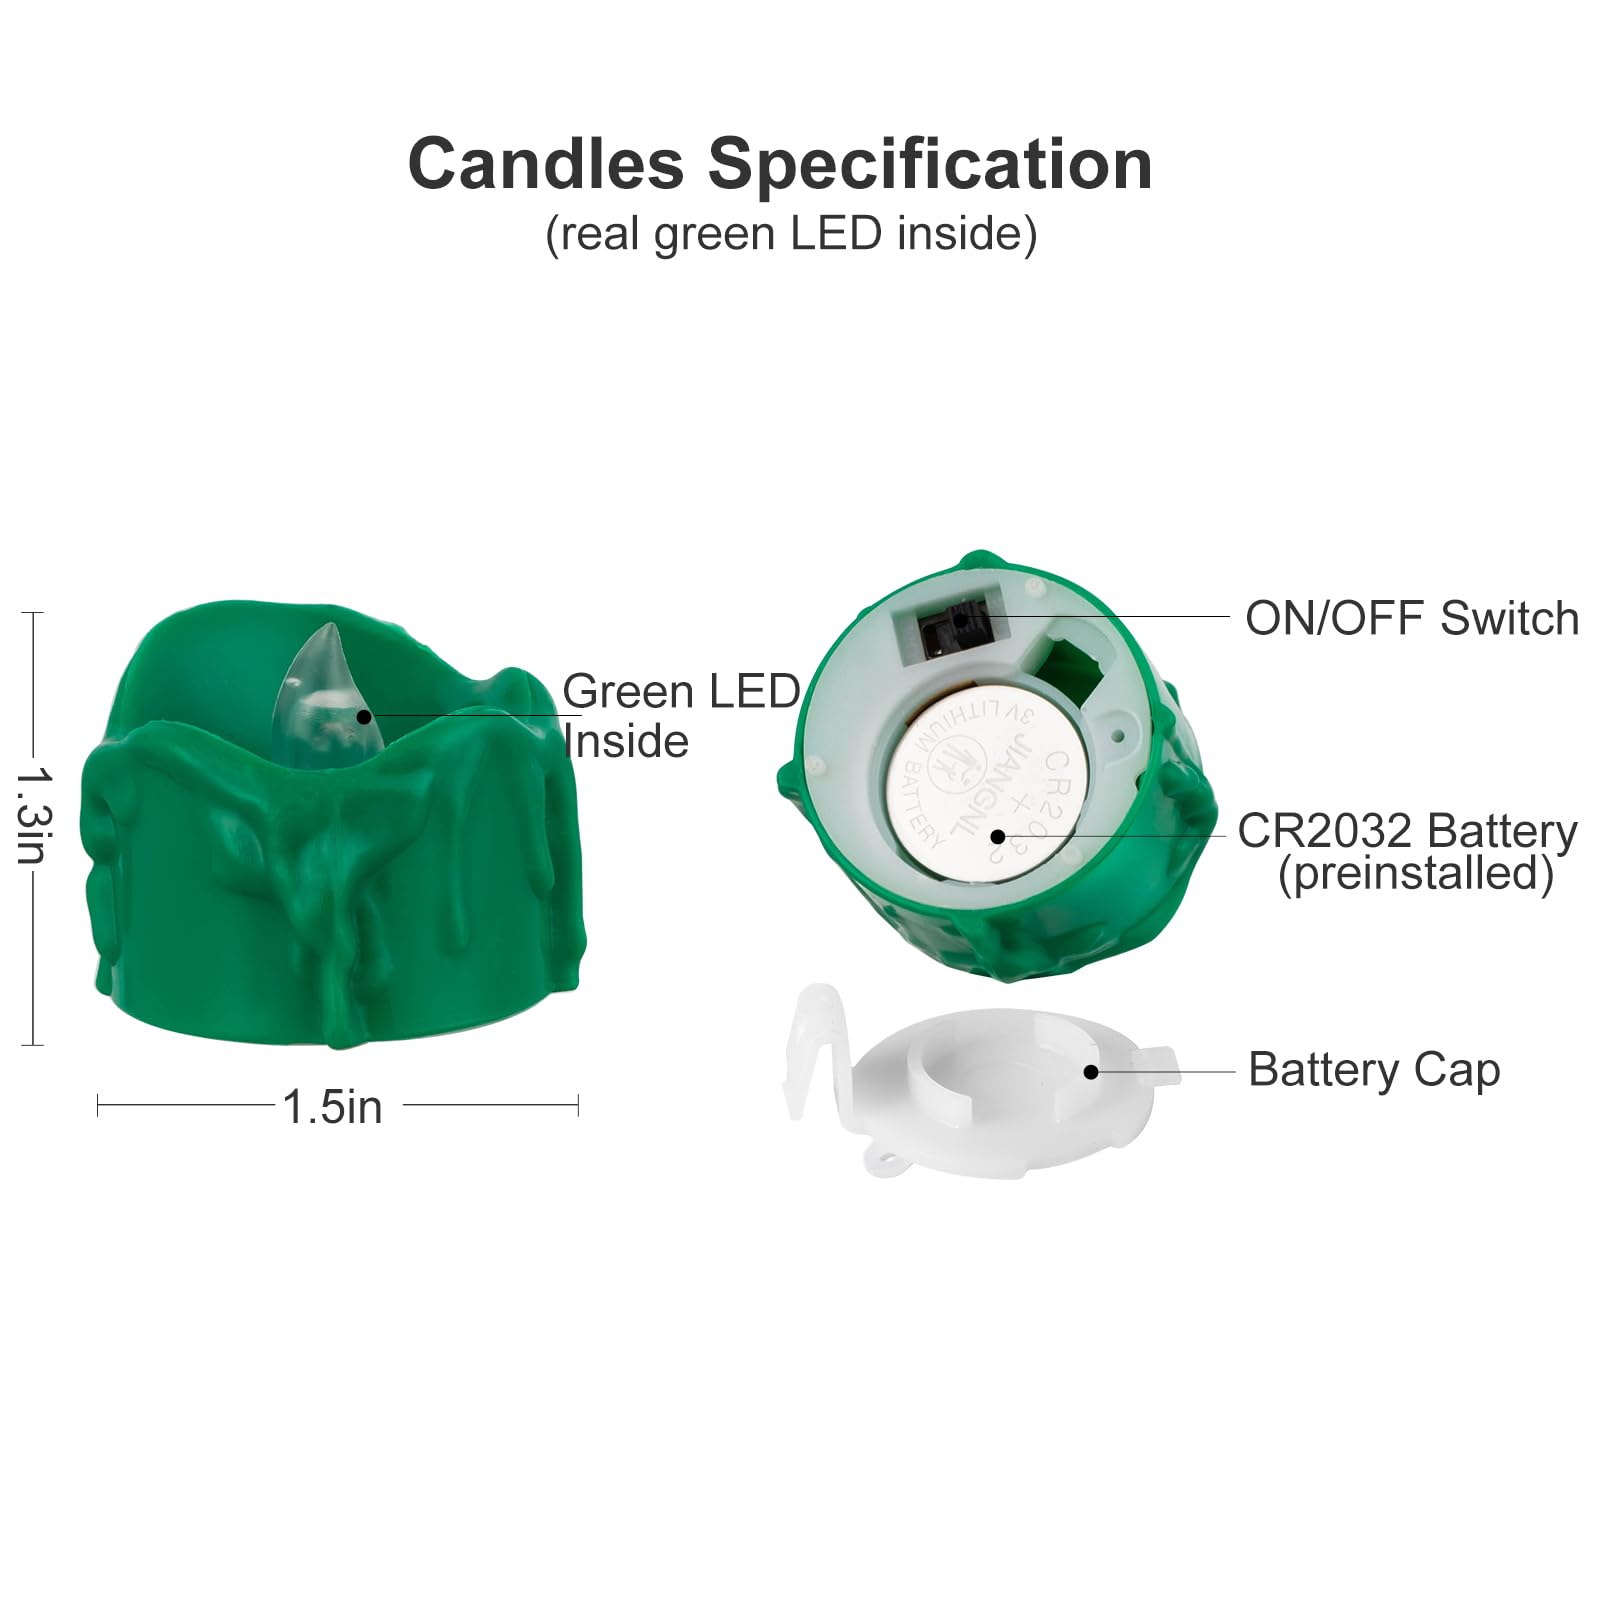 Candles Specification
(real green LED inside)
Green LED
Inside
1.3in
1.5in
ON/OFF Switch
CR2032 Battery
(preinstalled)
Battery Cap
CR2032
+
JIANGNL
3V LITHIUM
BATTERY